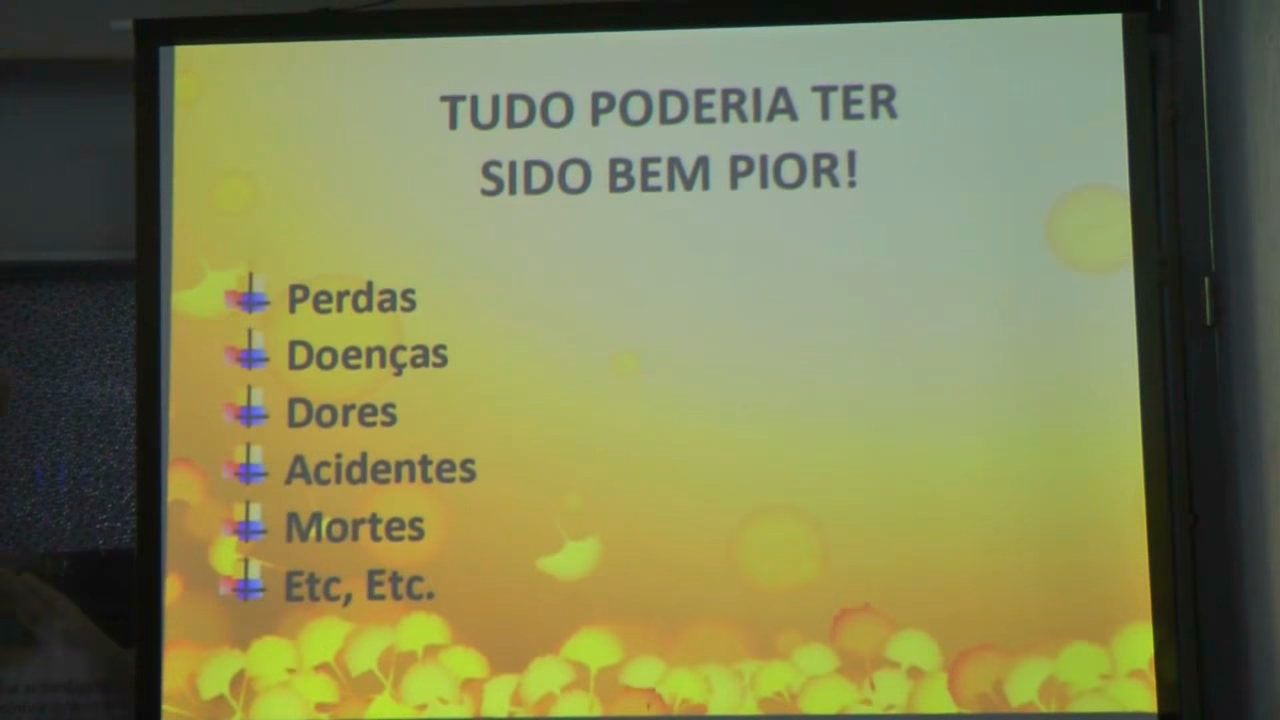 TUDO PODERIA TER
SIDO BEM PIOR!
Perdas
Doenças
Dores
Acidentes
Mortes
Etc, Etc.